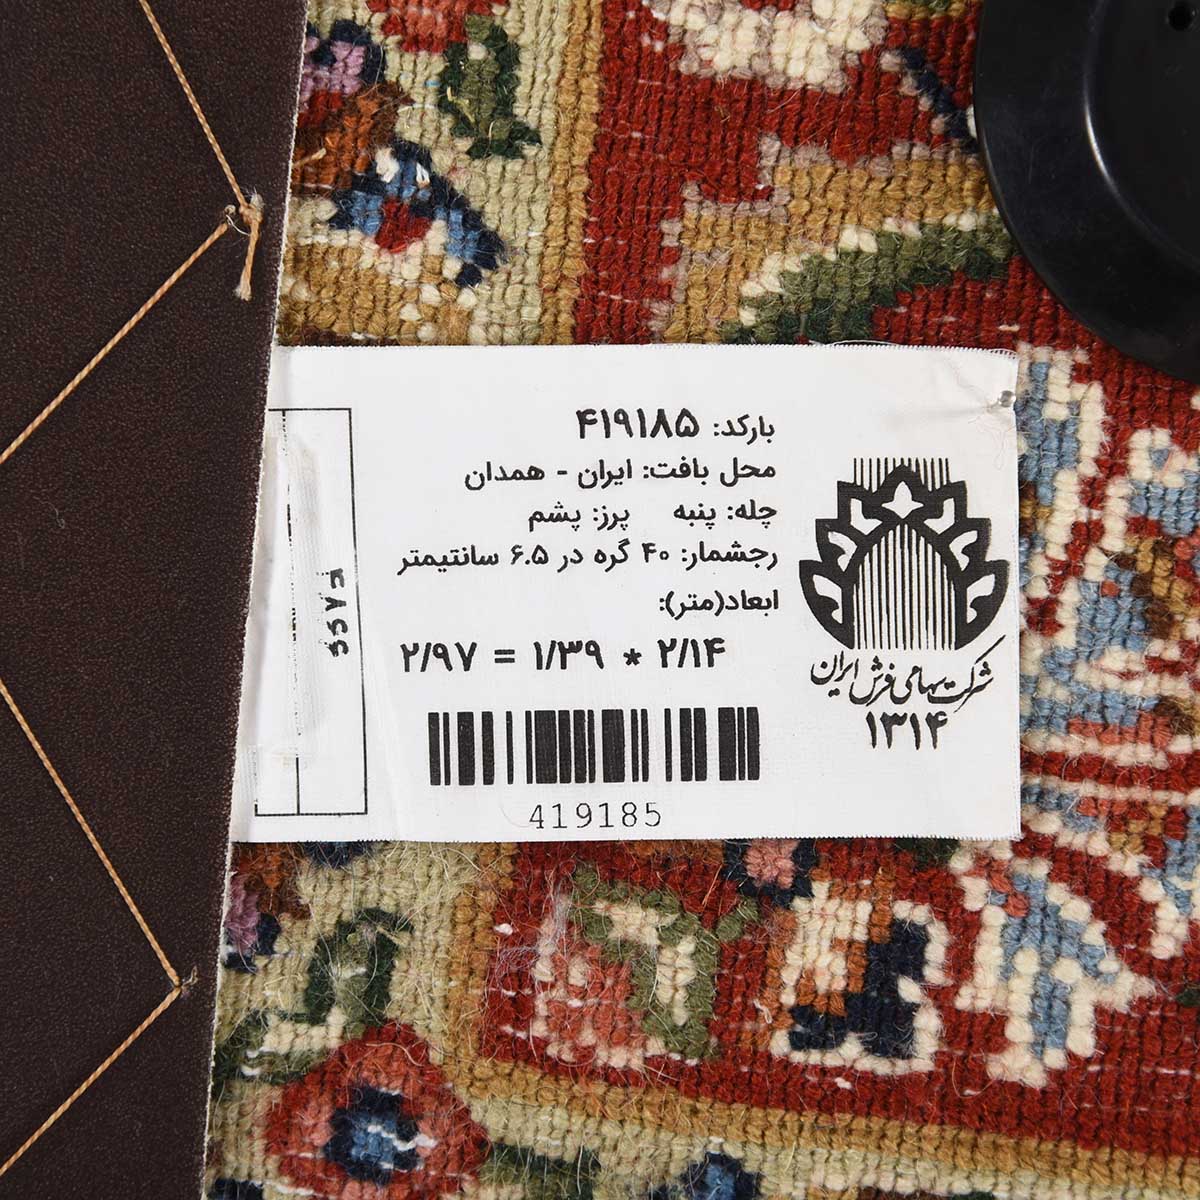 بارکد: ۴۱۹۱۸۵
محل بافت: ایران - همدان
چله: پنبه پرز: پشم
رجشمار: ۴۰ گره در ۶.۵ سانتیمتر
ابعاد(متر):
۲/۱۴ * ۱/۳۹ = ۲/۹۷
419185
شرکت سهامی فرش ایران
۱۳۱۴